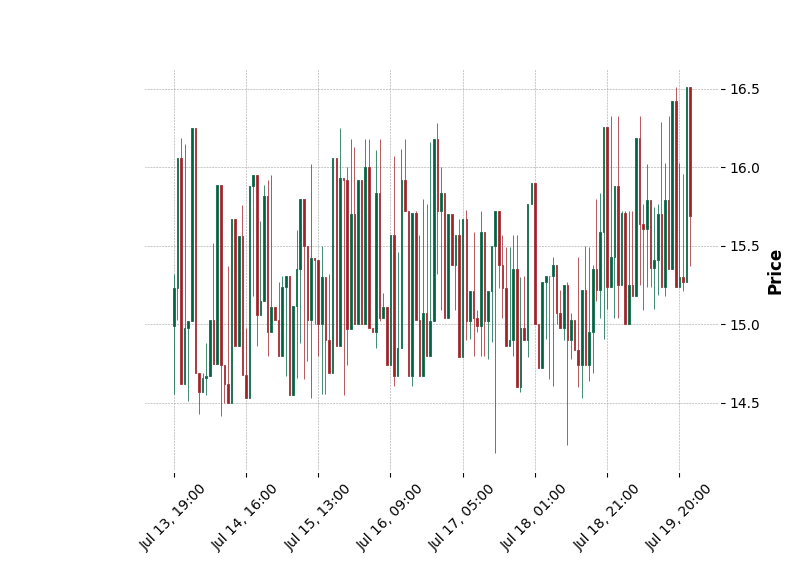 16.5
16.0
15.5
15.0
14.5
Price
Jul 13, 19:00
Jul 14, 16:00
Jul 15, 13:00
Jul 16, 09:00
Jul 17, 05:00
Jul 18, 01:00
Jul 18, 21:00
Jul 19, 20:00